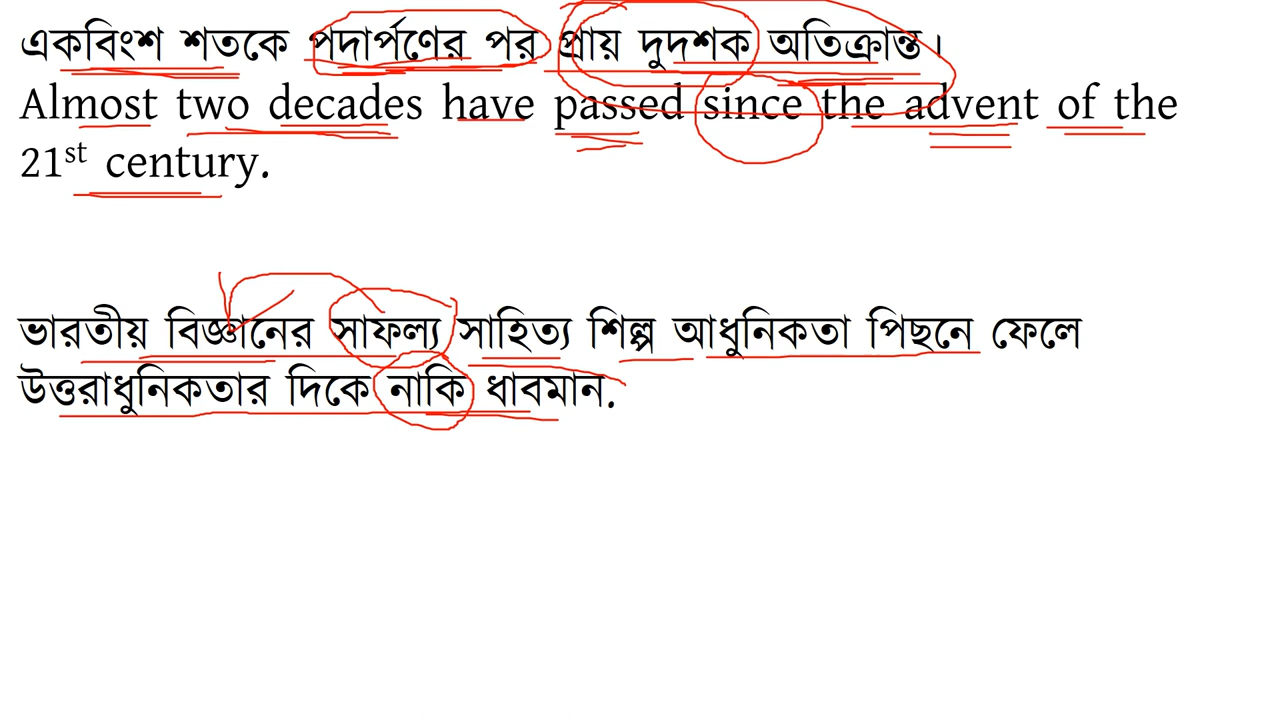 একবিংশ শতকে পদার্পণের পর প্রায় দুদশক অতিক্রান্ত।
Almost two decades have passed since the advent of the
21st century.
ভারতীয় বিজ্ঞানের সাফল্য সাহিত্য শিল্প আধুনিকতা পিছনে ফেলে
উত্তরাধুনিকতার দিকে নাকি ধাবমান.